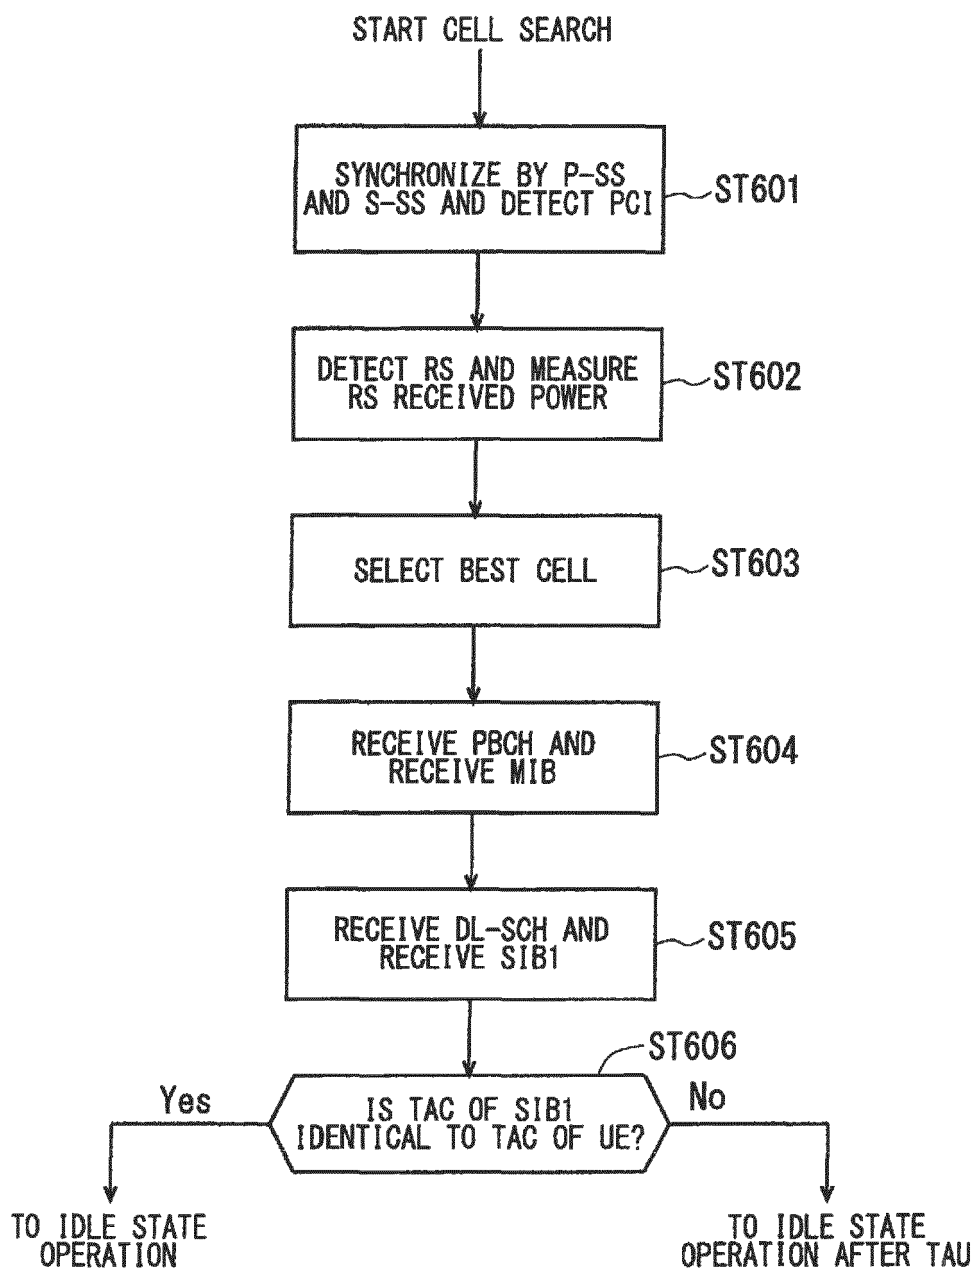 START CELL SEARCH
SYNCHRONIZE BY P-SS
AND S-SS AND DETECT PCI
ST601
DETECT RS AND MEASURE
RS RECEIVED POWER
ST602
SELECT BEST CELL
ST603
RECEIVE PBCH AND
RECEIVE MIB
ST604
RECEIVE DL-SCH AND
RECEIVE SIB1
ST605
ST606
IS TAC OF SIB1
IDENTICAL TO TAC OF UE?
Yes
No
TO IDLE STATE
OPERATION
TO IDLE STATE
OPERATION AFTER TAU